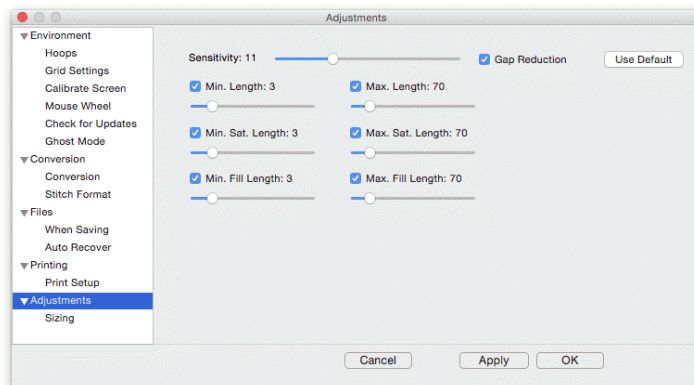 Adjustments
Environment
Hoops
Grid Settings
Calibrate Screen
Mouse Wheel
Check for Updates
Ghost Mode
Conversion
Conversion
Stitch Format
Files
When Saving
Auto Recover
Printing
Print Setup
Adjustments
Sizing
Sensitivity: 11
Gap Reduction
Use Default
Min. Length: 3
Max. Length: 70
Min. Sat. Length: 3
Max. Sat. Length: 70
Min. Fill Length: 3
Max. Fill Length: 70
Cancel
Apply
OK